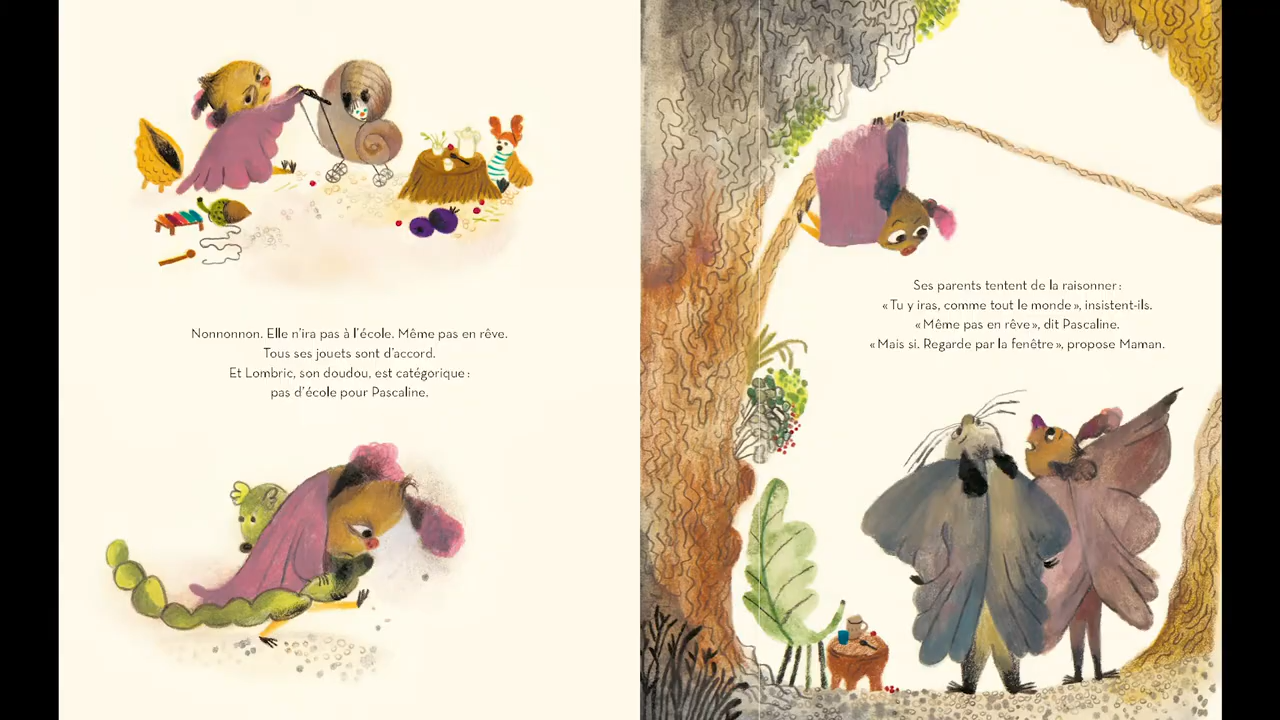 Nonnonnon. Elle n’ira pas à l’école. Même pas en rêve.
Tous ses jouets sont d’accord.
Et Lombric, son doudou, est catégorique :
pas d’école pour Pascaline.
Ses parents tentent de la raisonner :
« Tu y iras, comme tout le monde », insistent-ils.
« Même pas en rêve », dit Pascaline.
« Mais si. Regarde par la fenêtre », propose Maman.